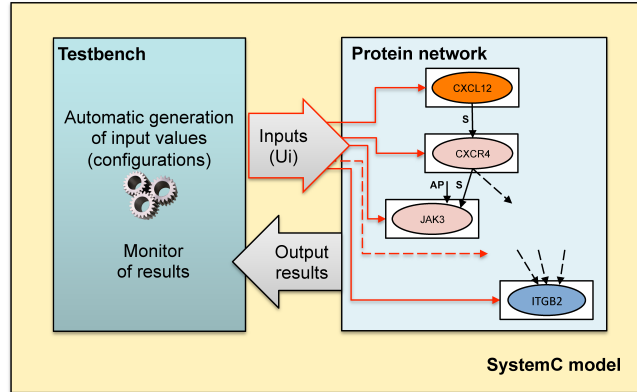 Testbench
Automatic generation
of input values
(configurations)
Monitor
of results
Inputs
(Ui)
Output
results
Protein network
CXCL12
S
CXCR4
AP
S
JAK3
ITGB2
SystemC model